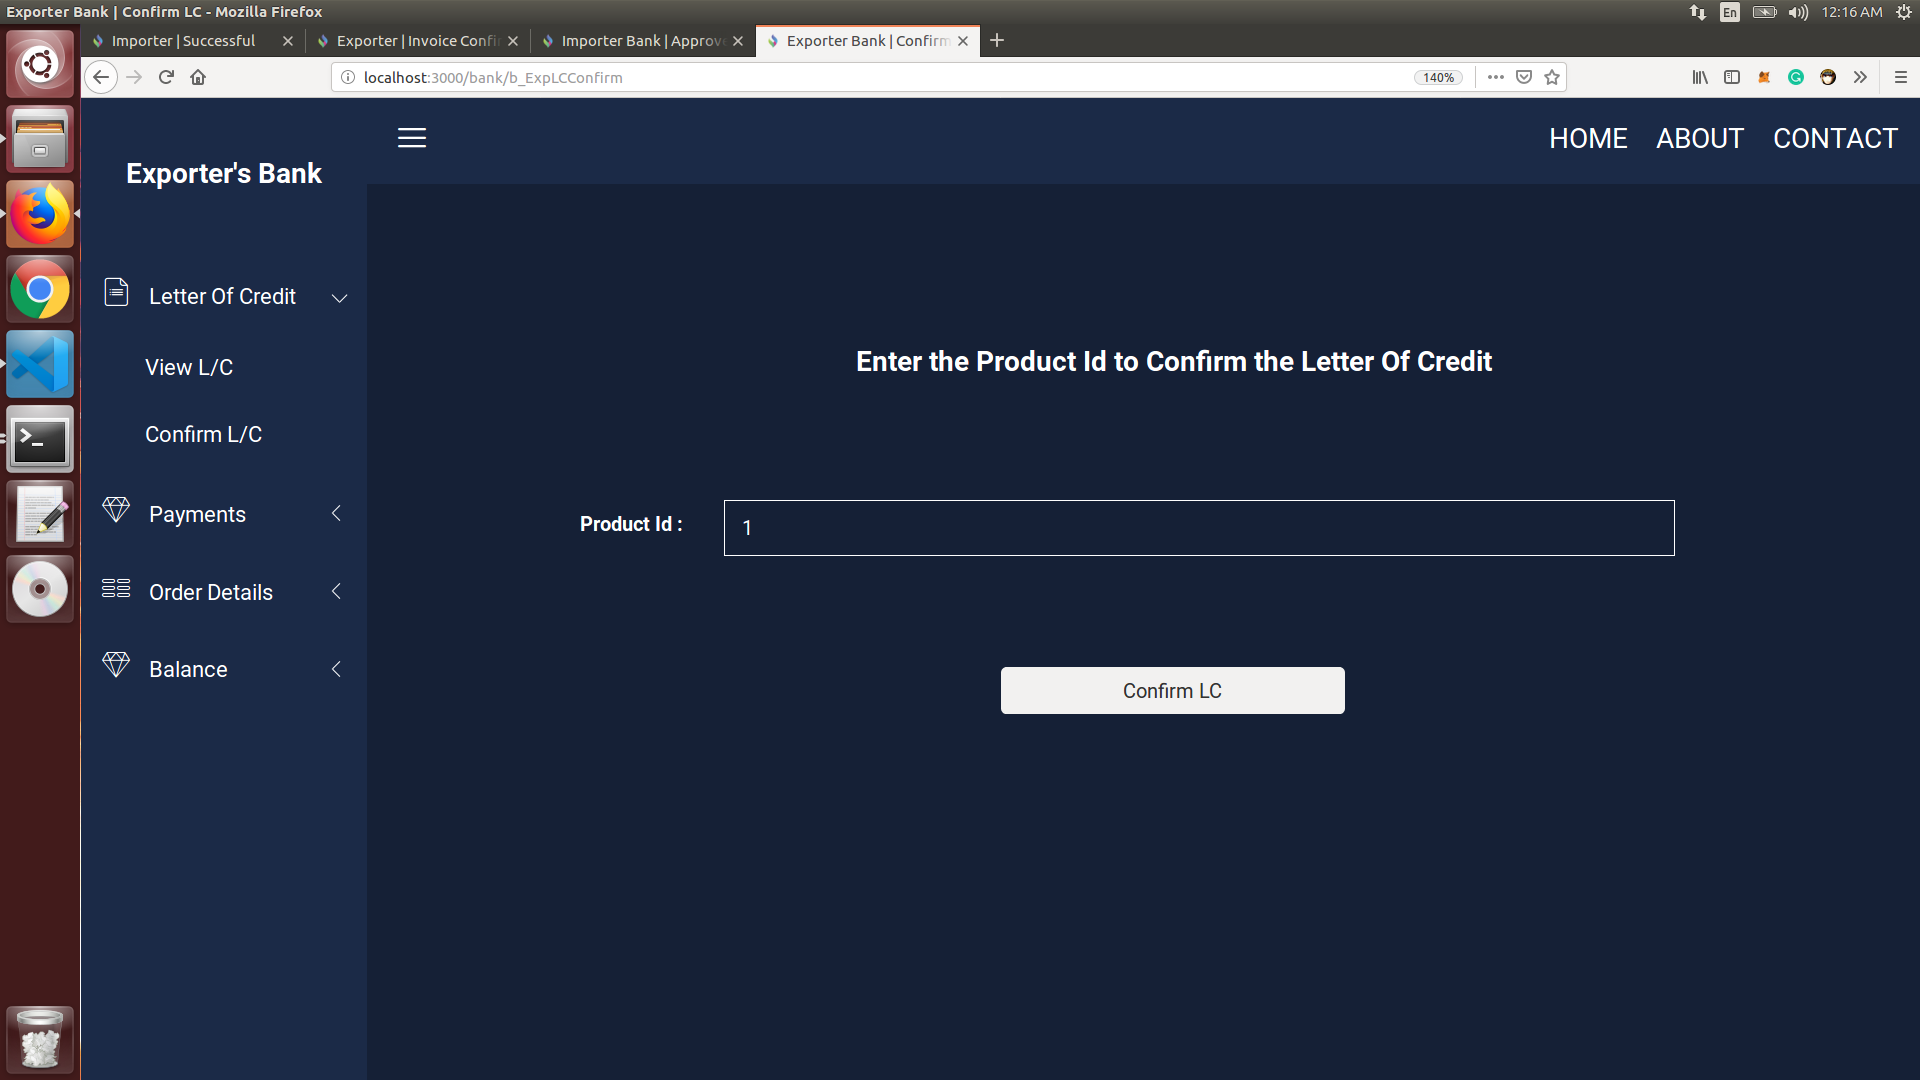 Exporter Bank | Confirm LC - Mozilla Firefox
En
12:16 AM
Importer | Successful
Exporter | Invoice Confi
Importer Bank | Approve
Exporter Bank | Confirm
localhost:3000/bank/b_ExpLCConfirm
140%
HOME ABOUT CONTACT
Exporter's Bank
Letter Of Credit
View L/C
Confirm L/C
Payments
Order Details
Balance
Enter the Product Id to Confirm the Letter Of Credit
Product Id :
1
Confirm LC